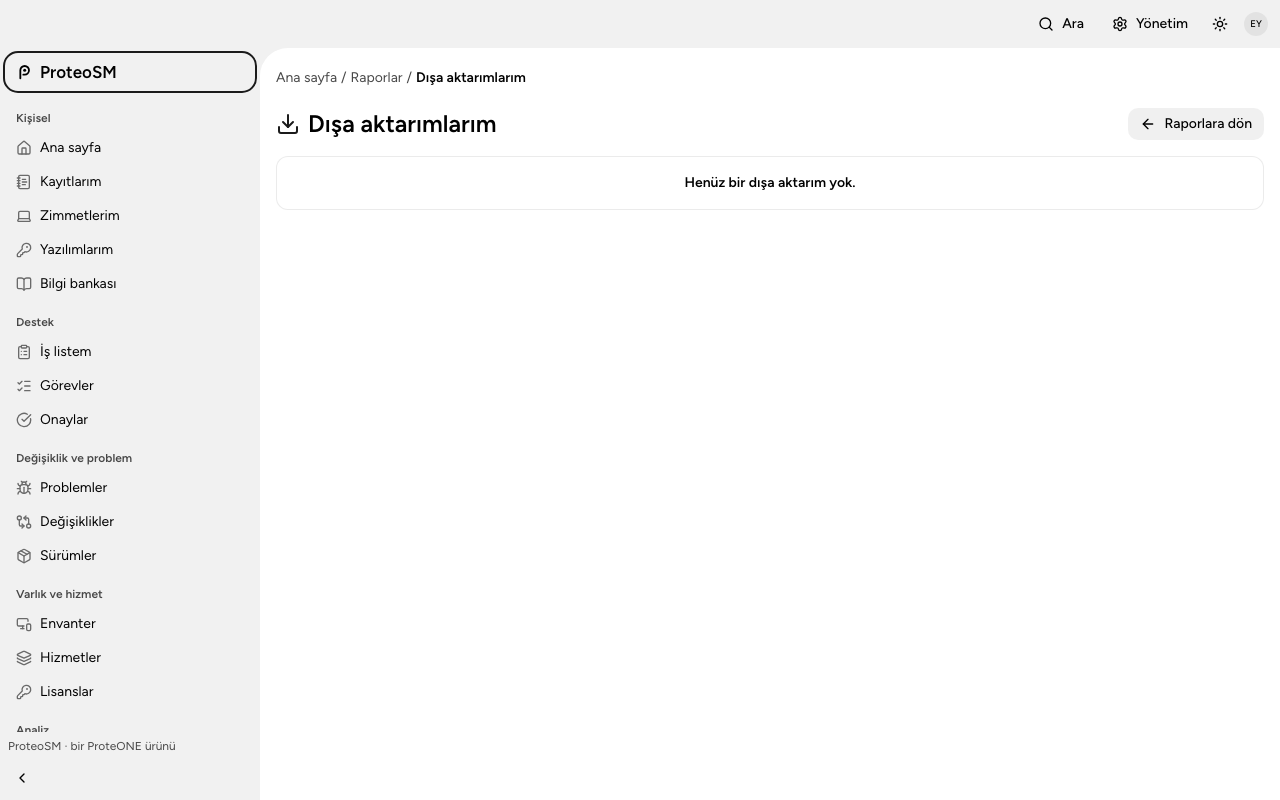 Ara
Yönetim
EY
ProteoSM
Kişisel
Ana sayfa
Kayıtlarım
Zimmetlerim
Yazılımlarım
Bilgi bankası
Destek
İş listem
Görevler
Onaylar
Değişiklik ve problem
Problemler
Değişiklikler
Sürümler
Varlık ve hizmet
Envanter
Hizmetler
Lisanslar
Analiz
ProteoSM · bir ProteONE ürünü
Ana sayfa / Raporlar / Dışa aktarımlarım
Dışa aktarımlarım
Raporlara dön
Henüz bir dışa aktarım yok.